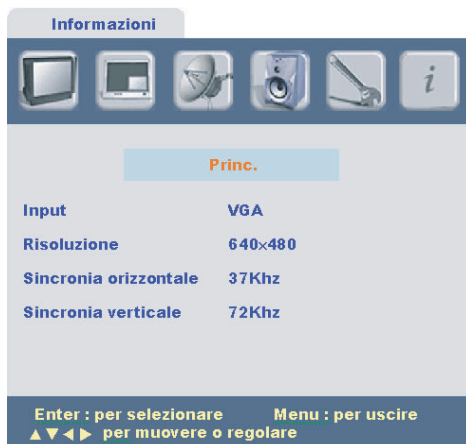 Informazioni
i
Princ.
Input VGA
Risoluzione 640×480
Sincronia orizzontale 37Khz
Sincronia verticale 72Khz
Enter : per selezionare Menu : per uscire
▲▼◀▶ per muovere o regolare